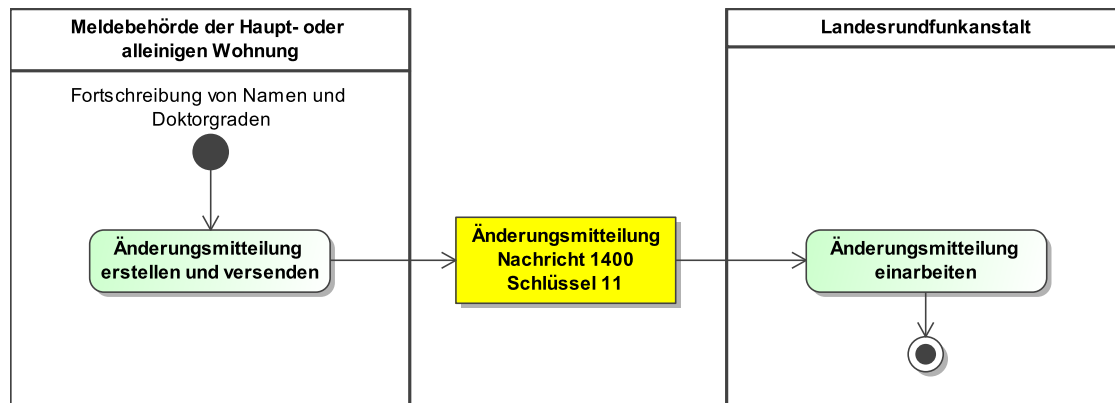 Meldebehörde der Haupt- oder
alleinigen Wohnung
Landesrundfunkanstalt
Fortschreibung von Namen und
Doktorgraden
Änderungsmitteilung
erstellen und versenden
Änderungsmitteilung
Nachricht 1400
Schlüssel 11
Änderungsmitteilung
einarbeiten